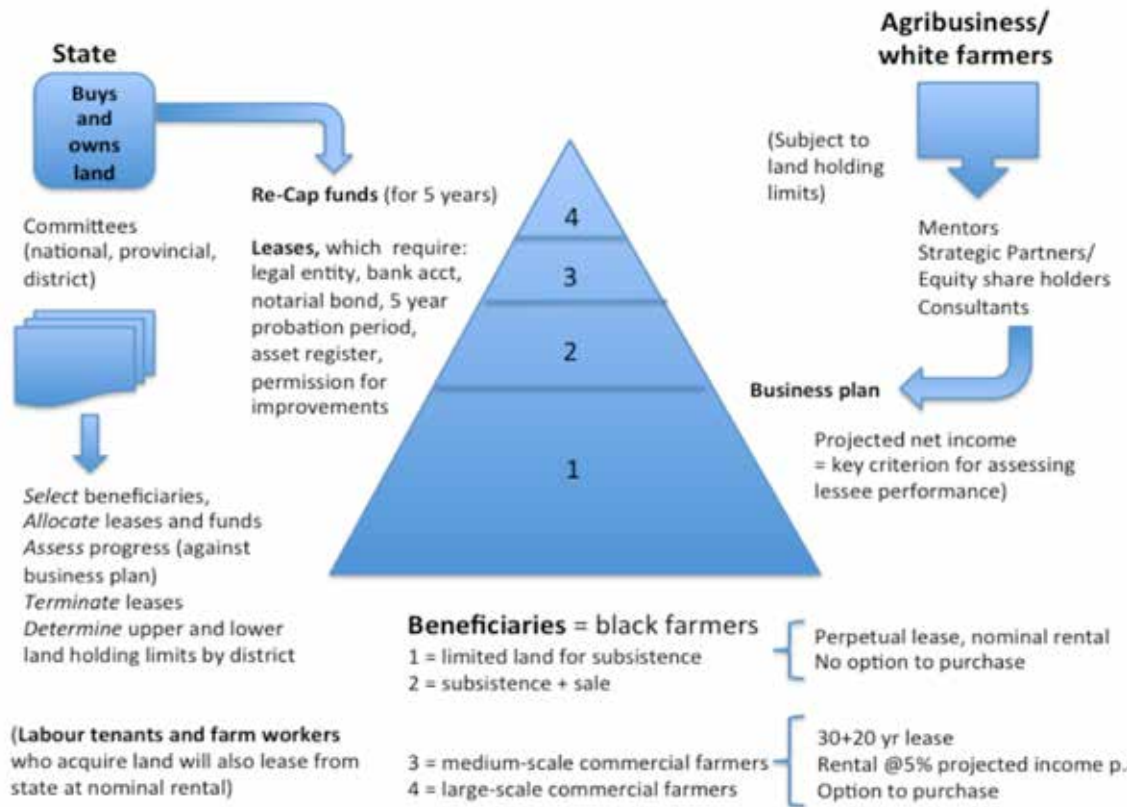 State
Buys
and
owns
land
Committees
(national, provincial,
district)
Select beneficiaries,
Allocate leases and funds
Assess progress (against
business plan)
Terminate leases
Determine upper and lower
land holding limits by district
(Labour tenants and farm workers
who acquire land will also lease from
state at nominal rental)
Re-Cap funds (for 5 years)
Leases, which require:
legal entity, bank acct,
notarial bond, 5 year
probation period,
asset register,
permission for
improvements
4
3
2
1
Agribusiness/
white farmers
(Subject to
land holding
limits)
Mentors
Strategic Partners/
Equity share holders
Consultants
Business plan
Projected net income
= key criterion for assessing
lessee performance)
Beneficiaries = black farmers
1 = limited land for subsistence
2 = subsistence + sale
Perpetual lease, nominal rental
No option to purchase
3 = medium-scale commercial farmers
4 = large-scale commercial farmers
30+20 yr lease
Rental @5% projected income p.
Option to purchase